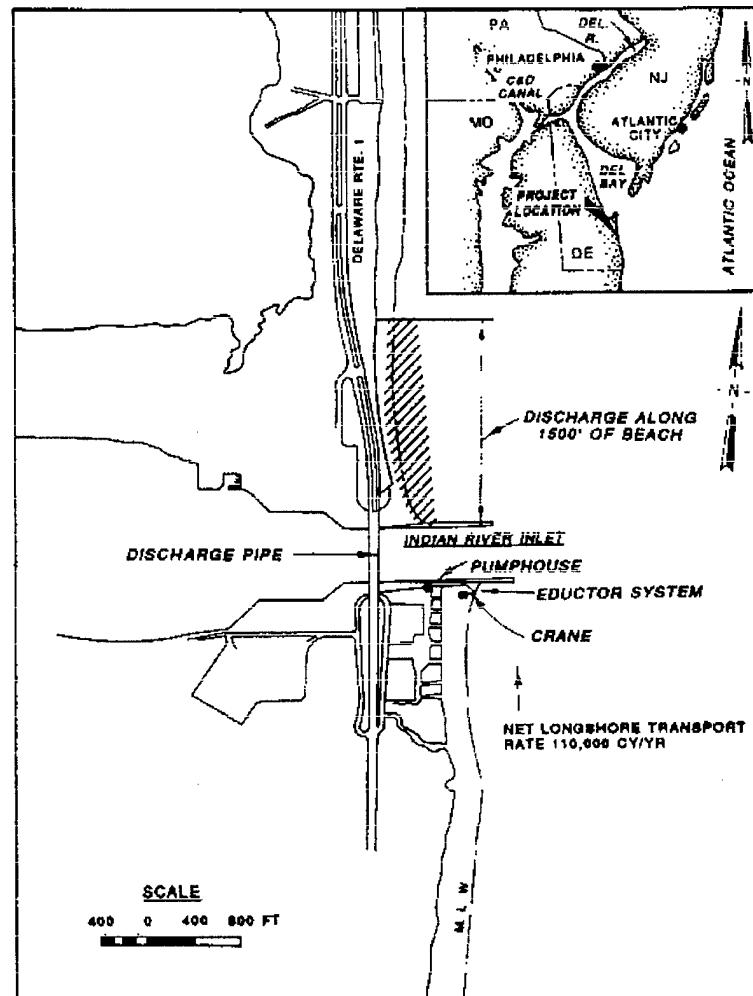 PA
DEL.
R.
PHILADELPHIA
C&D
CANAL
NJ
MD
ATLANTIC
CITY
DEL
BAY
PROJECT
LOCATION
DE
ATLANTIC OCEAN
-N-
DELAWARE RTE. 1
-N-
DISCHARGE ALONG
1500' OF BEACH
INDIAN RIVER INLET
DISCHARGE PIPE
PUMPHOUSE
EDUCTOR SYSTEM
CRANE
NET LONGSHORE TRANSPORT
RATE 110,000 CY/YR
M L W
SCALE
400 0 400 800 FT